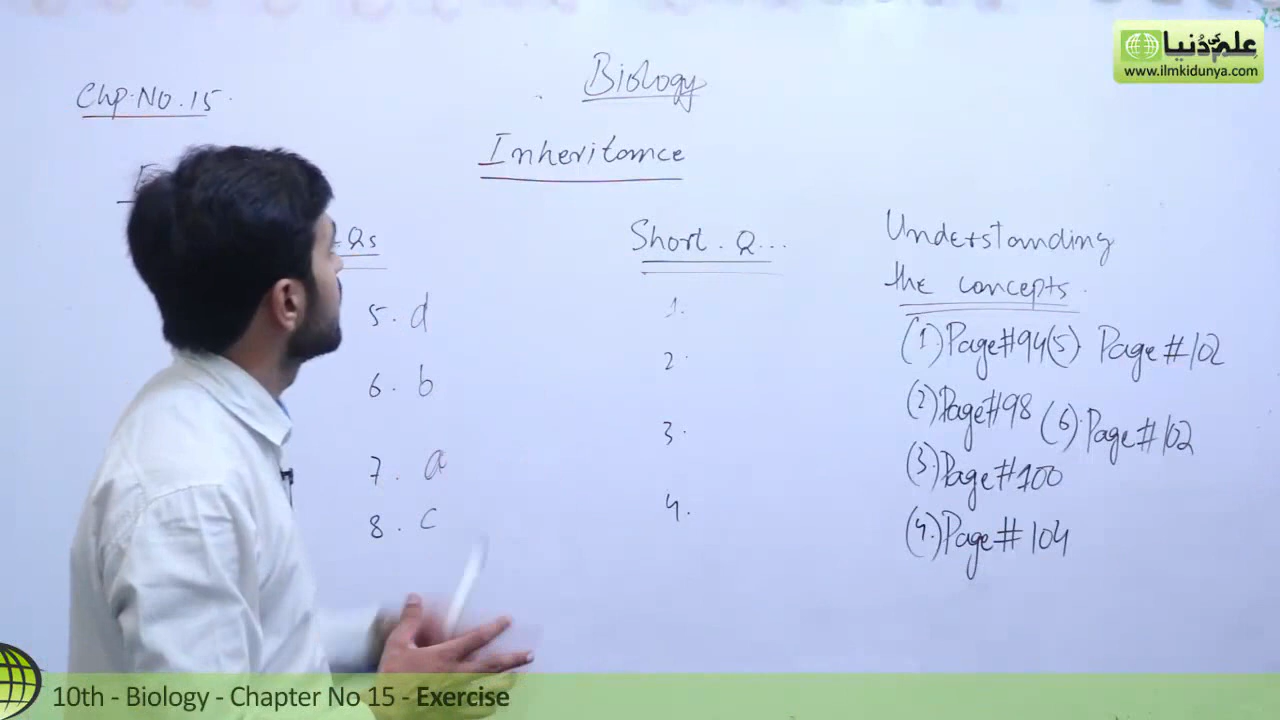 علم کی دُنیا
www.ilmkidunya.com
Biology
Chp. No. 15.
Inheritance
Qs
5. d
6. b
7. a
8. c
Short. Q...
1.
2.
3.
4.
Understanding
the concepts.
(1) Page#94 (5) Page#102
(2) Page#98
(6) Page#102
(3) Page#100
(4) Page#104
10th - Biology - Chapter No 15 - Exercise